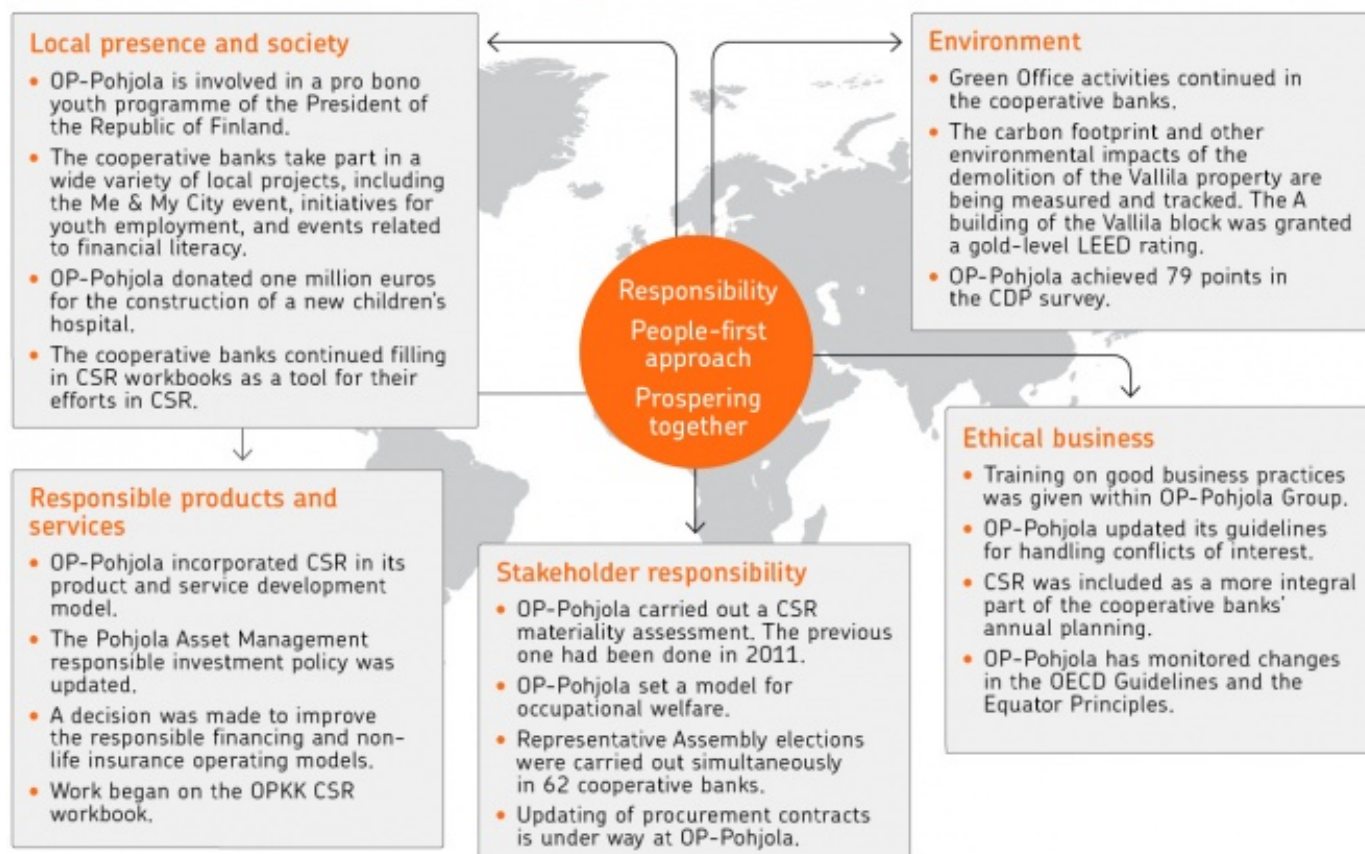 Local presence and society
• OP-Pohjola is involved in a pro bono
youth programme of the President of
the Republic of Finland.
• The cooperative banks take part in a
wide variety of local projects, including
the Me & My City event, initiatives for
youth employment, and events related
to financial literacy.
• OP-Pohjola donated one million euros
for the construction of a new children's
hospital.
• The cooperative banks continued filling
in CSR workbooks as a tool for their
efforts in CSR.
Environment
• Green Office activities continued in
the cooperative banks.
• The carbon footprint and other
environmental impacts of the
demolition of the Vallila property are
being measured and tracked. The A
building of the Vallila block was granted
a gold-level LEED rating.
• OP-Pohjola achieved 79 points in
the CDP survey.
Responsibility
People-first
approach
Prospering
together
Responsible products and
services
• OP-Pohjola incorporated CSR in its
product and service development
model.
• The Pohjola Asset Management
responsible investment policy was
updated.
• A decision was made to improve
the responsible financing and non-
life insurance operating models.
• Work began on the OPKK CSR
workbook.
Stakeholder responsibility
• OP-Pohjola carried out a CSR
materiality assessment. The previous
one had been done in 2011.
• OP-Pohjola set a model for
occupational welfare.
• Representative Assembly elections
were carried out simultaneously
in 62 cooperative banks.
• Updating of procurement contracts
is under way at OP-Pohjola.
Ethical business
• Training on good business practices
was given within OP-Pohjola Group.
• OP-Pohjola updated its guidelines
for handling conflicts of interest.
• CSR was included as a more integral
part of the cooperative banks'
annual planning.
• OP-Pohjola has monitored changes
in the OECD Guidelines and the
Equator Principles.